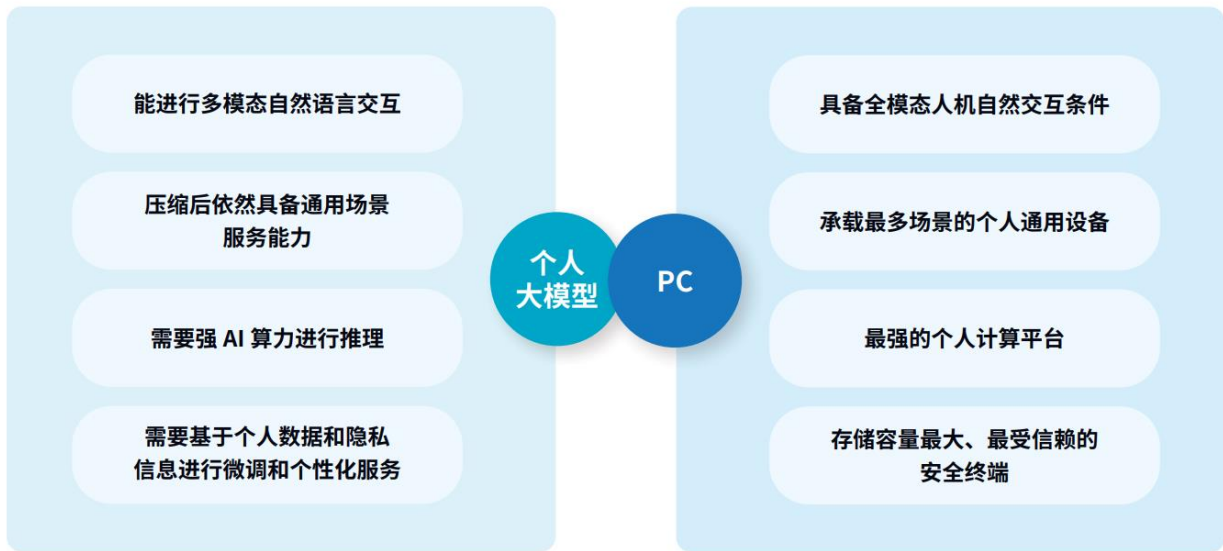 能进行多模态自然语言交互
压缩后依然具备通用场景
服务能力
需要强 AI 算力进行推理
需要基于个人数据和隐私
信息进行微调和个性化服务
个人
大模型
PC
具备全模态人机自然交互条件
承载最多场景的个人通用设备
最强的个人计算平台
存储容量最大、最受信赖的
安全终端